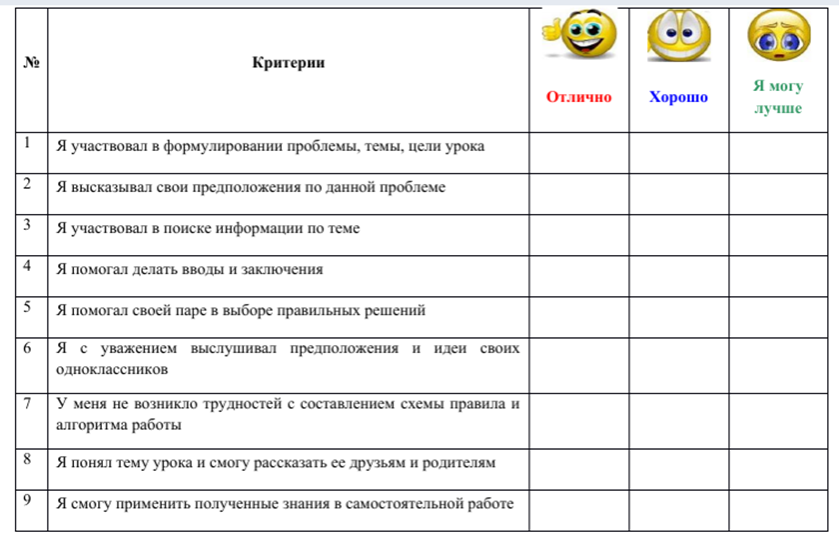 №
Критерии
Отлично
Хорошо
Я могу
лучше
1 Я участвовал в формулировании проблемы, темы, цели урока
2 Я высказывал свои предположения по данной проблеме
3 Я участвовал в поиске информации по теме
4 Я помогал делать вводы и заключения
5 Я помогал своей паре в выборе правильных решений
6 Я с уважением выслушивал предположения и идеи своих
одноклассников
7 У меня не возникло трудностей с составлением схемы правила и
алгоритма работы
8 Я понял тему урока и смогу рассказать ее друзьям и родителям
9 Я смогу применить полученные знания в самостоятельной работе